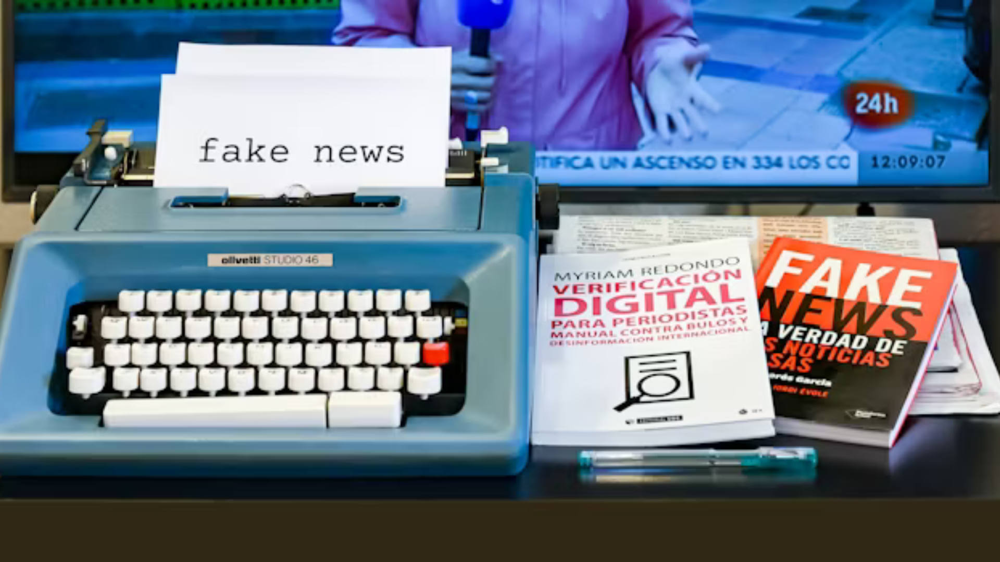 fake news
24h
TIFICA UN ASCENSO EN 334 LOS CO
12:09:07
olivetti STUDIO 46
MYRIAM REDONDO
VERIFICACIÓN
DIGITAL
PARA PERIODISTAS
MANUAL CONTRA BULOS Y
DESINFORMACIÓN INTERNACIONAL
FAKE
NEWS
A VERDAD DE
S NOTICIAS
SAS
García
JORDI ÉVOLE